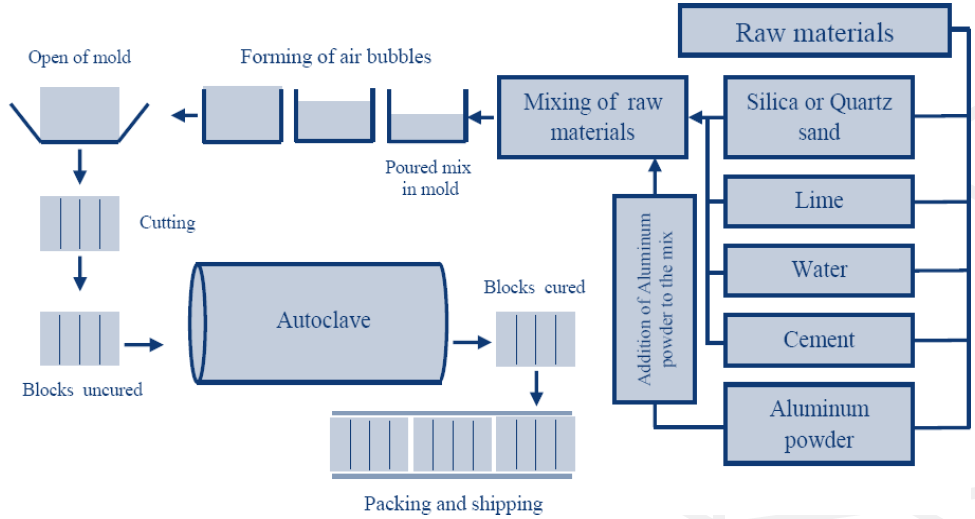 Raw materials
Silica or Quartz
sand
Lime
Water
Cement
Aluminum
powder
Addition of Aluminum
powder to the mix
Mixing of raw
materials
Poured mix
in mold
Forming of air bubbles
Open of mold
Cutting
Blocks uncured
Autoclave
Blocks cured
Packing and shipping